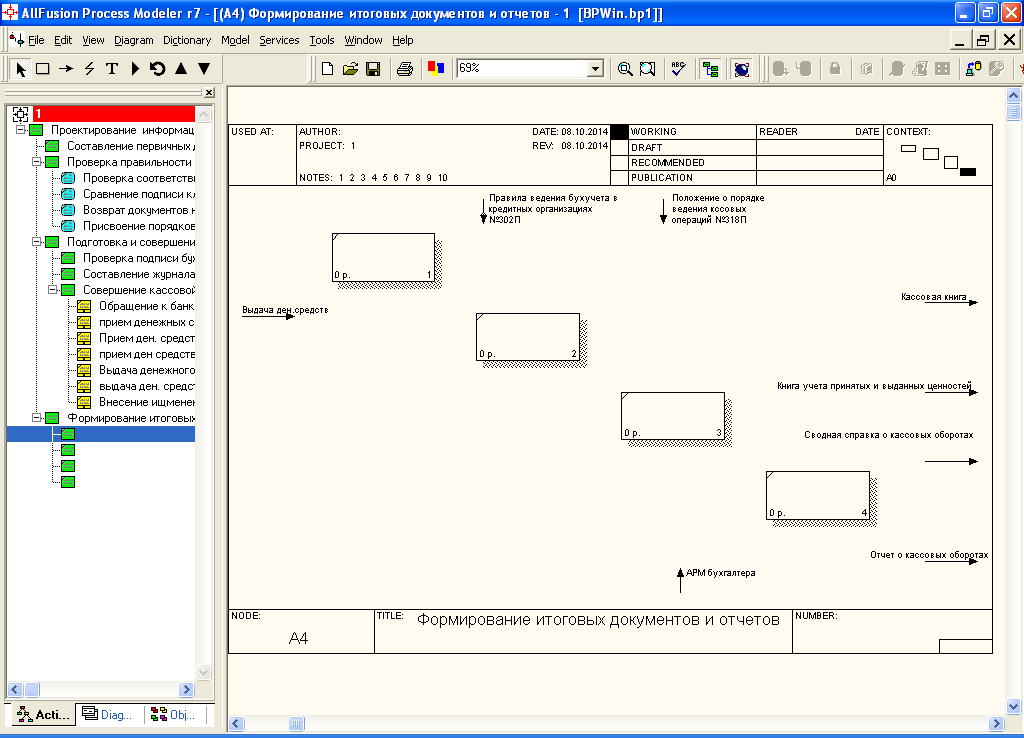 AllFusion Process Modeler r7 - [(A4) Формирование итоговых документов и отчетов - 1 [BPWin.bp1]]
File Edit View Diagram Dictionary Model Services Tools Window Help
69%
1
Проектирование информац
Составление первичных д
Проверка правильности
Проверка соответстви
Сравнение подписи кл
Возврат документов н
Присвоение порядков
Подготовка и совершени
Проверка подписи бу
Составление журнала
Совершение кассовой
Обращение к банк
прием денежных с
Прием ден. средст
прием ден средств
Выдача денежного
выдача ден. средст
Внесение ищменен
Формирование итоговых
Acti... Diag... Obj...
USED AT:
AUTHOR:
DATE: 08.10.2014
PROJECT: 1
REV: 08.10.2014
NOTES: 1 2 3 4 5 6 7 8 9 10
WORKING
DRAFT
RECOMMENDED
PUBLICATION
READER
DATE
CONTEXT:
A0
Правила ведения бухучета в
кредитных организациях
№302П
Положение о порядке
ведения кссовых
операций №318П
0 р. 1
Выдача ден.средств
Кассовая книга
0 р. 2
Книга учета принятых и выданных ценностей
0 р. 3
Сводная справка о кассовых оборотах
0 р. 4
Отчет о кассовых оборотах
АРМ бухгалтера
NODE:
A4
TITLE:
Формирование итоговых документов и отчетов
NUMBER: